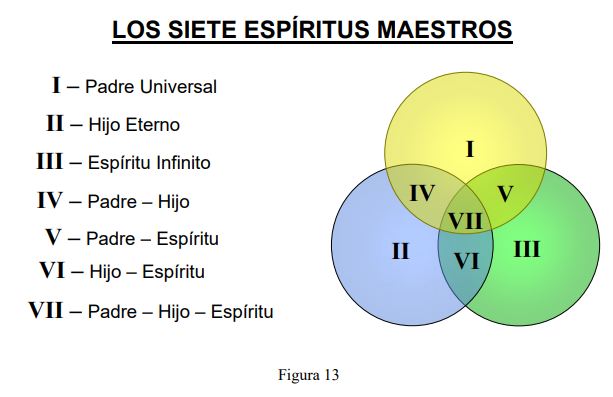 LOS SIETE ESPÍRITUS MAESTROS
I – Padre Universal
II – Hijo Eterno
III – Espíritu Infinito
IV – Padre – Hijo
V – Padre – Espíritu
VI – Hijo – Espíritu
VII – Padre – Hijo – Espíritu
I
IV
V
VII
II
VI
III
Figura 13